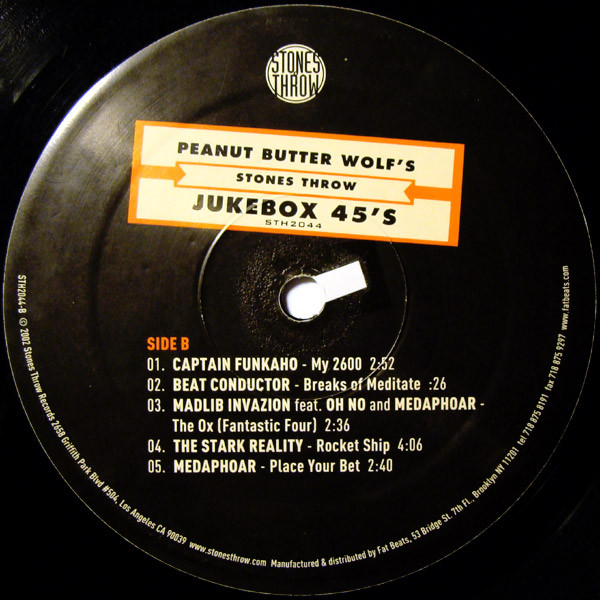 STONES
THROW
PEANUT BUTTER WOLF'S
STONES THROW
JUKEBOX 45'S
STH2044
SIDE B
01. CAPTAIN FUNKAHO - My 2600 2:52
02. BEAT CONDUCTOR - Breaks of Meditate :26
03. MADLIB INVAZION feat. OH NO and MEDAPHOAR -
The Ox (Fantastic Four) 2:36
04. THE STARK REALITY - Rocket Ship 4:06
05. MEDAPHOAR - Place Your Bet 2:40
STH2044-B © 2002 Stones Throw Records 2658 Griffith Park Blvd #504, Los Angeles CA 90039 www.stonesthrow.com Manufactured & distributed by Fat Beats, 53 Bridge St. 7th Fl., Brooklyn NY 11201 tel 718 875 8191 fax 718 875 9297 www.fatbeats.com